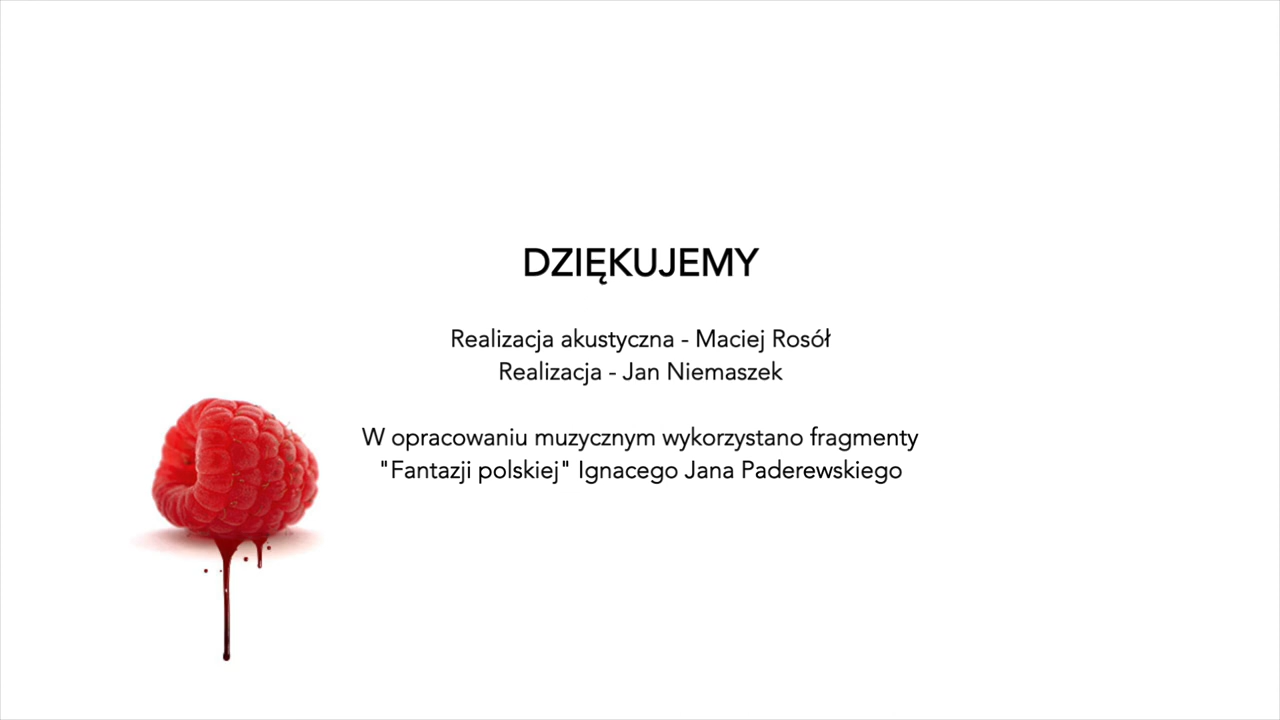 DZIĘKUJEMY
Realizacja akustyczna - Maciej Rosół
Realizacja - Jan Niemaszek
W opracowaniu muzycznym wykorzystano fragmenty
"Fantazji polskiej" Ignacego Jana Paderewskiego